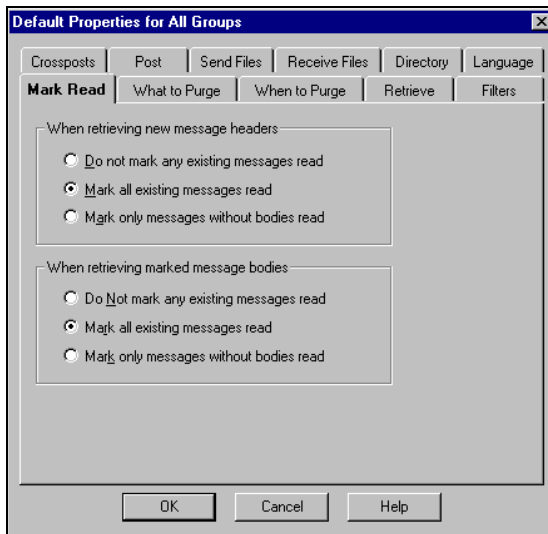 Default Properties for All Groups
Crossposts Post Send Files Receive Files Directory Language
Mark Read What to Purge When to Purge Retrieve Filters
When retrieving new message headers
Do not mark any existing messages read
Mark all existing messages read
Mark only messages without bodies read
When retrieving marked message bodies
Do Not mark any existing messages read
Mark all existing messages read
Mark only messages without bodies read
OK Cancel Help